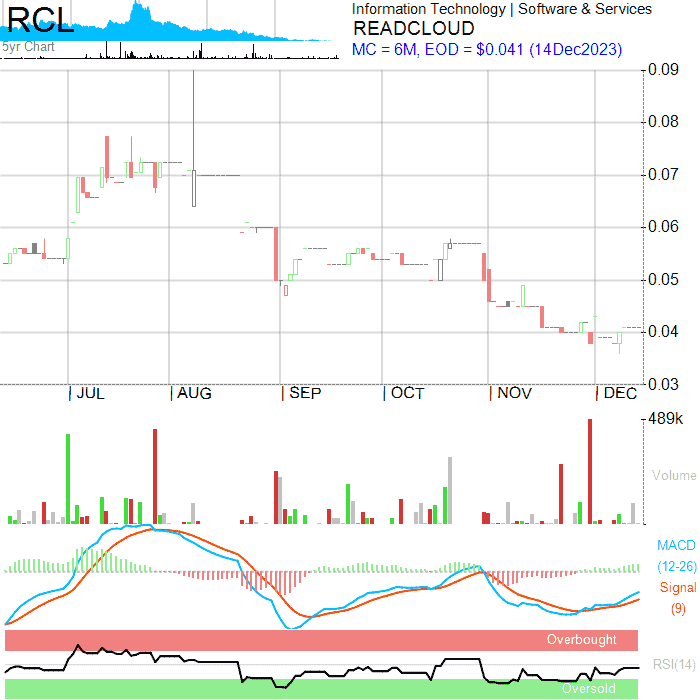 RCL
5yr Chart
Information Technology | Software & Services
READCLOUD
MC = 6M, EOD = $0.041 (14Dec2023)
0.09
0.08
0.07
0.06
0.05
0.04
0.03
JUL AUG SEP OCT NOV DEC
489k
Volume
MACD
(12-26)
Signal
(9)
Overbought
RSI(14)
Oversold